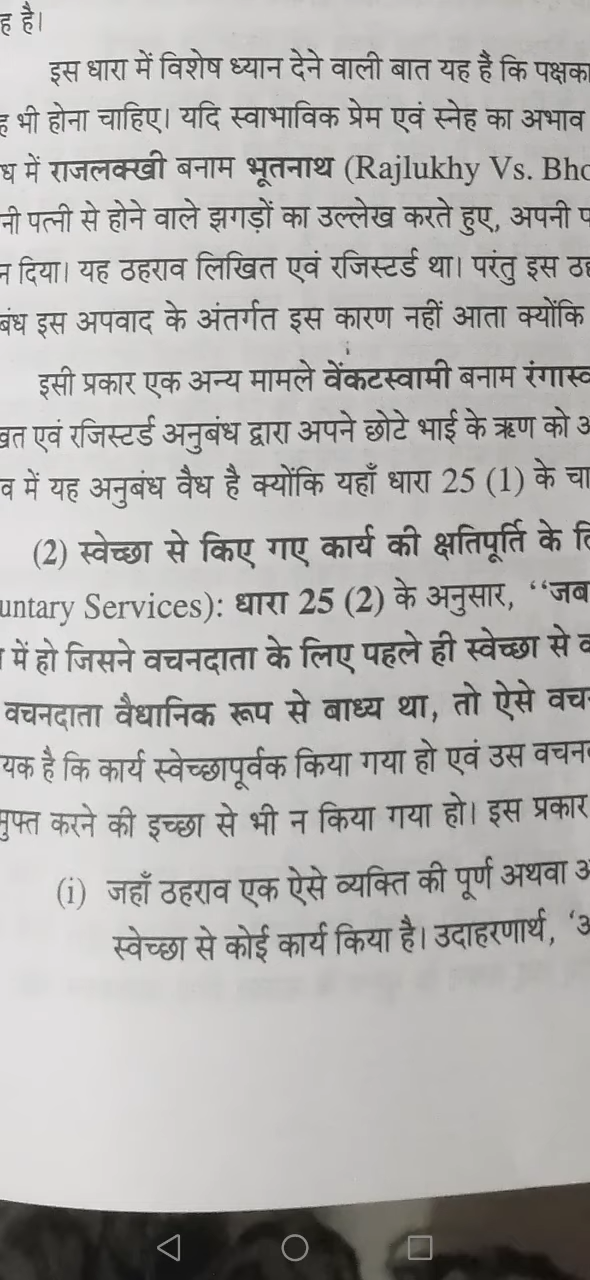 है।
इस धारा में विशेष ध्यान देने वाली बात यह है कि पक्षका
भी होना चाहिए। यदि स्वाभाविक प्रेम एवं स्नेह का अभाव
ध में राजलक्खी बनाम भूतनाथ (Rajlukhy Vs. Bho
नी पत्नी से होने वाले झगड़ों का उल्लेख करते हुए, अपनी प
न दिया। यह ठहराव लिखित एवं रजिस्टर्ड था। परंतु इस ठह
बंध इस अपवाद के अंतर्गत इस कारण नहीं आता क्योंकि
इसी प्रकार एक अन्य मामले वेंकटस्वामी बनाम रंगास्व
खत एवं रजिस्टर्ड अनुबंध द्वारा अपने छोटे भाई के ऋण को अ
व में यह अनुबंध वैध है क्योंकि यहाँ धारा 25 (1) के चा
(2) स्वेच्छा से किए गए कार्य की क्षतिपूर्ति के लि
untary Services): धारा 25 (2) के अनुसार, ‘‘जब
में हो जिसने वचनदाता के लिए पहले ही स्वेच्छा से क
वचनदाता वैधानिक रूप से बाध्य था, तो ऐसे वच
यक है कि कार्य स्वेच्छापूर्वक किया गया हो एवं उस वचन
मुफ्त करने की इच्छा से भी न किया गया हो। इस प्रकार
(i) जहाँ ठहराव एक ऐसे व्यक्ति की पूर्ण अथवा अ
स्वेच्छा से कोई कार्य किया है। उदाहरणार्थ, ‘अ